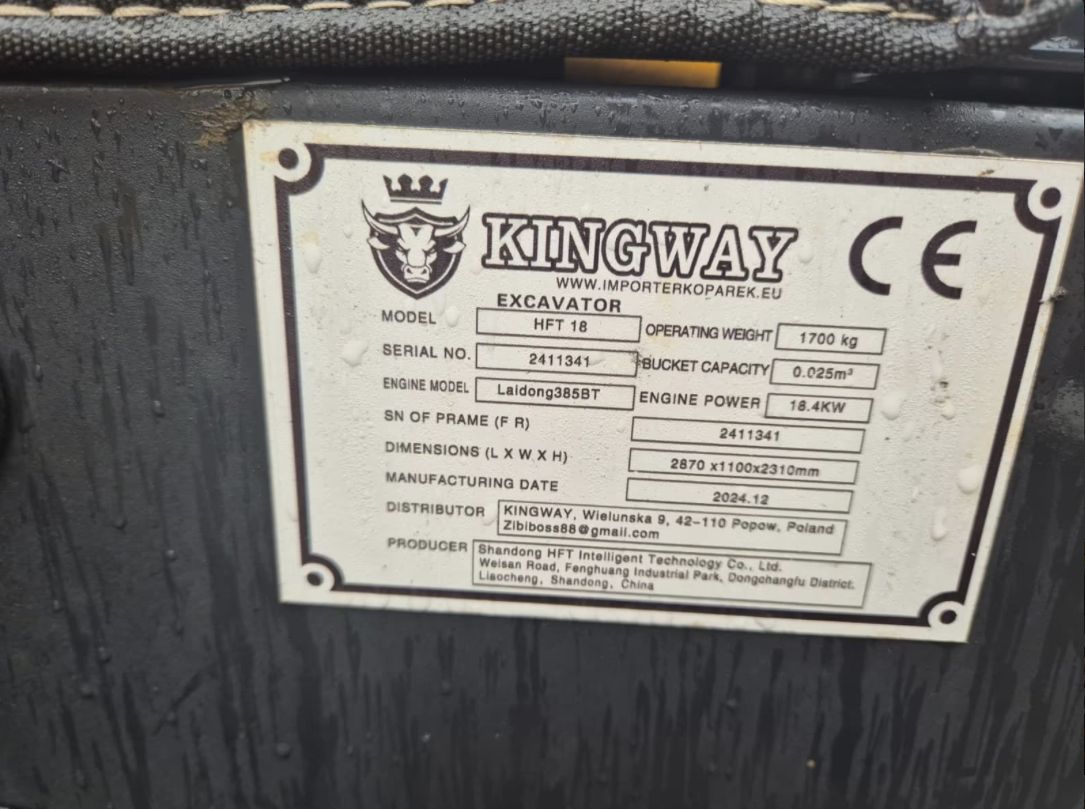 KINGWAY
CE
WWW.IMPORTERKOPAREK.EU
EXCAVATOR
MODEL HFT 18 OPERATING WEIGHT 1700 kg
SERIAL NO. 2411341 BUCKET CAPACITY 0.025m³
ENGINE MODEL Laidong385BT ENGINE POWER 18.4KW
SN OF PRAME (F R) 2411341
DIMENSIONS (L X W X H) 2870 x1100x2310mm
MANUFACTURING DATE 2024.12
DISTRIBUTOR KINGWAY, Wielunska 9, 42-110 Popow, Poland
Zibiboss88@gmail.com
PRODUCER Shandong HFT Intelligent Technology Co., Ltd.
Weisan Road, Fenghuang Industrial Park, Dongchangfu District.
Liaocheng, Shandong, China